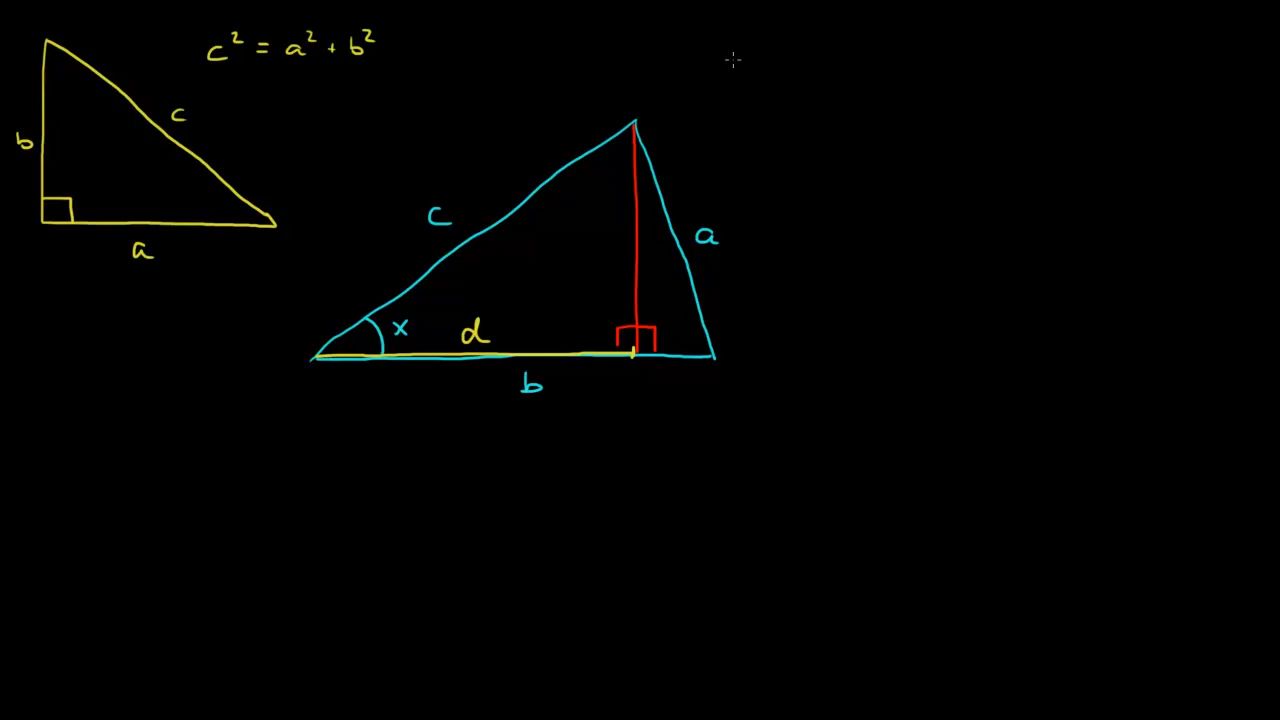 c² = a² + b²
b
c
a
c
a
x
d
b